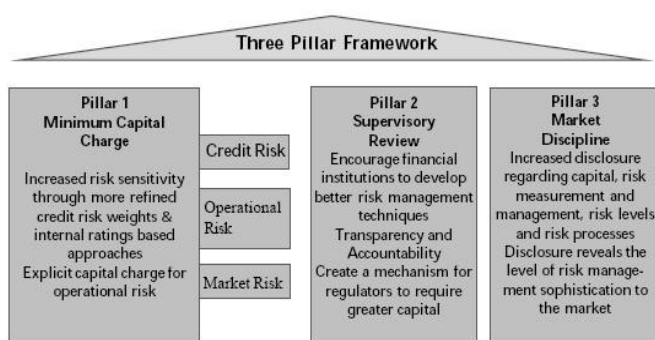 Three Pillar Framework
Pillar 1
Minimum Capital
Charge
Increased risk sensitivity
through more refined
credit risk weights &
internal ratings based
approaches
Explicit capital charge for
operational risk
Credit Risk
Operational
Risk
Market Risk
Pillar 2
Supervisory
Review
Encourage financial
institutions to develop
better risk management
techniques
Transparency and
Accountability
Create a mechanism for
regulators to require
greater capital
Pillar 3
Market
Discipline
Increased disclosure
regarding capital, risk
measurement and
management, risk levels
and risk processes
Disclosure reveals the
level of risk manage-
ment sophistication to
the market